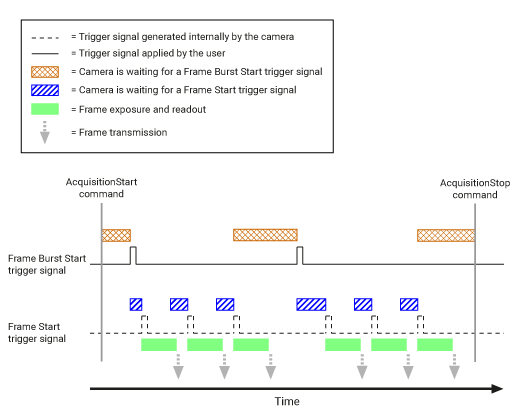 = Trigger signal generated internally by the camera
= Trigger signal applied by the user
= Camera is waiting for a Frame Burst Start trigger signal
= Camera is waiting for a Frame Start trigger signal
= Frame exposure and readout
= Frame transmission
AcquisitionStart
command
AcquisitionStop
command
Frame Burst Start
trigger signal
Frame Start
trigger signal
Time